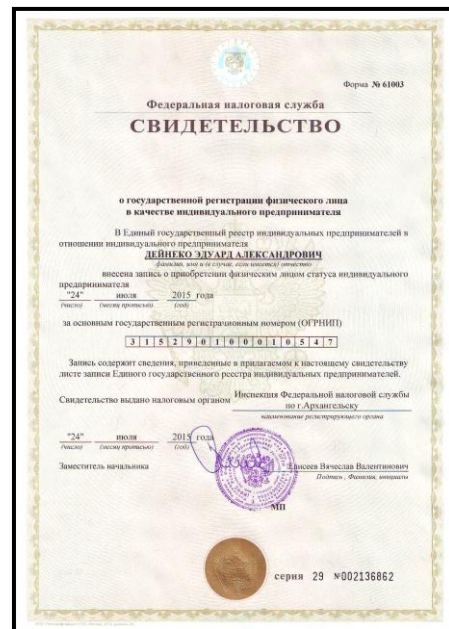 Форма № 61003
Федеральная налоговая служба
СВИДЕТЕЛЬСТВО
о государственной регистрации физического лица
в качестве индивидуального предпринимателя
В Единый государственный реестр индивидуальных предпринимателей в
отношении индивидуального предпринимателя
ДЕЙНЕКО ЭДУАРД АЛЕКСАНДРОВИЧ
фамилия, имя и (в случае, если имеется) отчество
внесена запись о приобретении физическим лицом статуса индивидуального
предпринимателя
"24" июля 2015 года
(число) (месяц прописью) (год)
за основным государственным регистрационным номером (ОГРНИП)
3 1 5 2 9 0 1 0 0 0 1 0 5 4 7
Запись содержит сведения, приведенные в прилагаемом к настоящему свидетельству
листе записи Единого государственного реестра индивидуальных предпринимателей.
Свидетельство выдано налоговым органом Инспекция Федеральной налоговой службы
по г.Архангельску
наименование регистрирующего органа
"24" июля 2015 года
(число) (месяц прописью) (год)
Заместитель начальника Елисеев Вячеслав Валентинович
Подпись, Фамилия, инициалы
МП
серия 29 №002136862